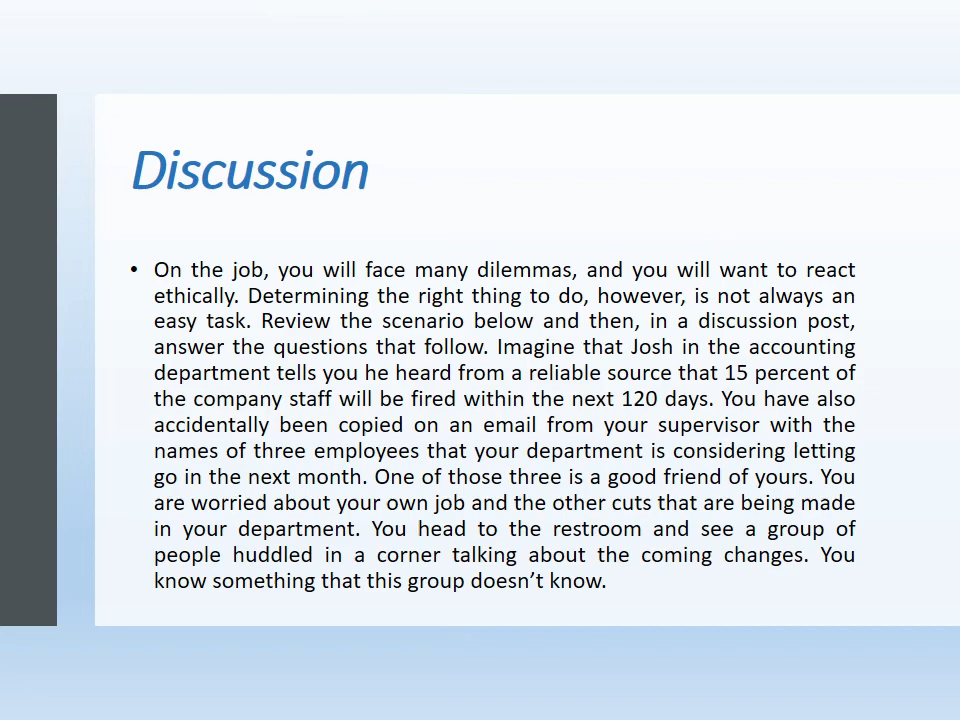 Discussion
• On the job, you will face many dilemmas, and you will want to react
ethically. Determining the right thing to do, however, is not always an
easy task. Review the scenario below and then, in a discussion post,
answer the questions that follow. Imagine that Josh in the accounting
department tells you he heard from a reliable source that 15 percent of
the company staff will be fired within the next 120 days. You have also
accidentally been copied on an email from your supervisor with the
names of three employees that your department is considering letting
go in the next month. One of those three is a good friend of yours. You
are worried about your own job and the other cuts that are being made
in your department. You head to the restroom and see a group of
people huddled in a corner talking about the coming changes. You
know something that this group doesn’t know.